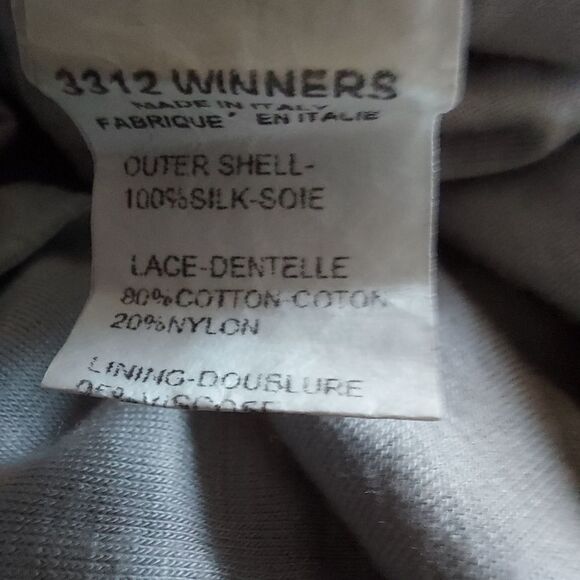 3312 WINNERS
MADE IN ITALY
FABRIQUE' EN ITALIE
OUTER SHELL-
100%SILK-SOIE
LACE-DENTELLE
80%COTTON-COTON
20%NYLON
LINING-DOUBLURE